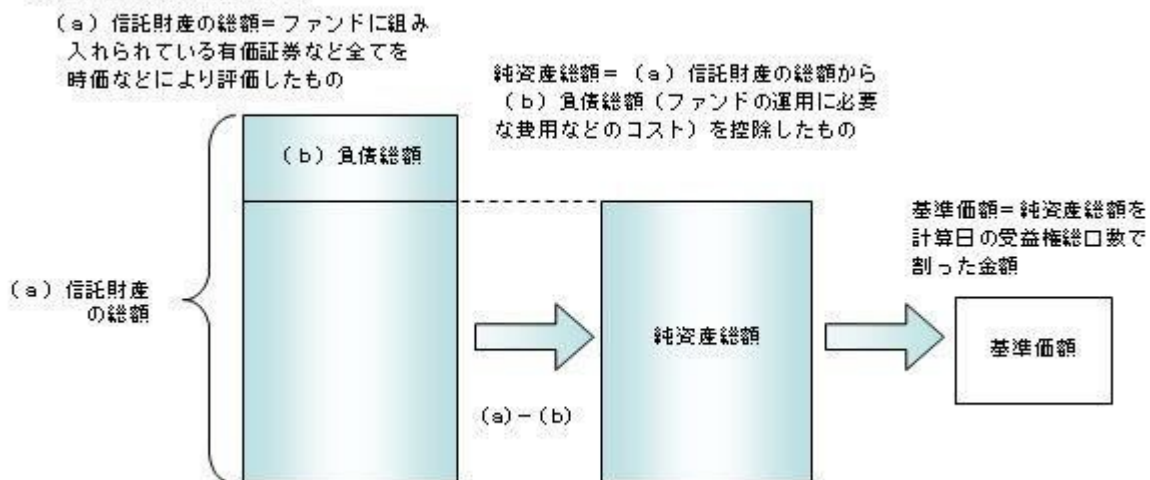 (a)信託財産の総額=ファンドに組み
入れられている有価証券など全てを
時価などにより評価したもの
純資産総額=(a)信託財産の総額から
(b)負債総額(ファンドの運用に必要
な費用などのコスト)を控除したもの
(b)負債総額
基準価額=純資産総額を
計算日の受益権総口数で
割った金額
(a)信託財産
の総額
純資産総額
基準価額
(a)-(b)